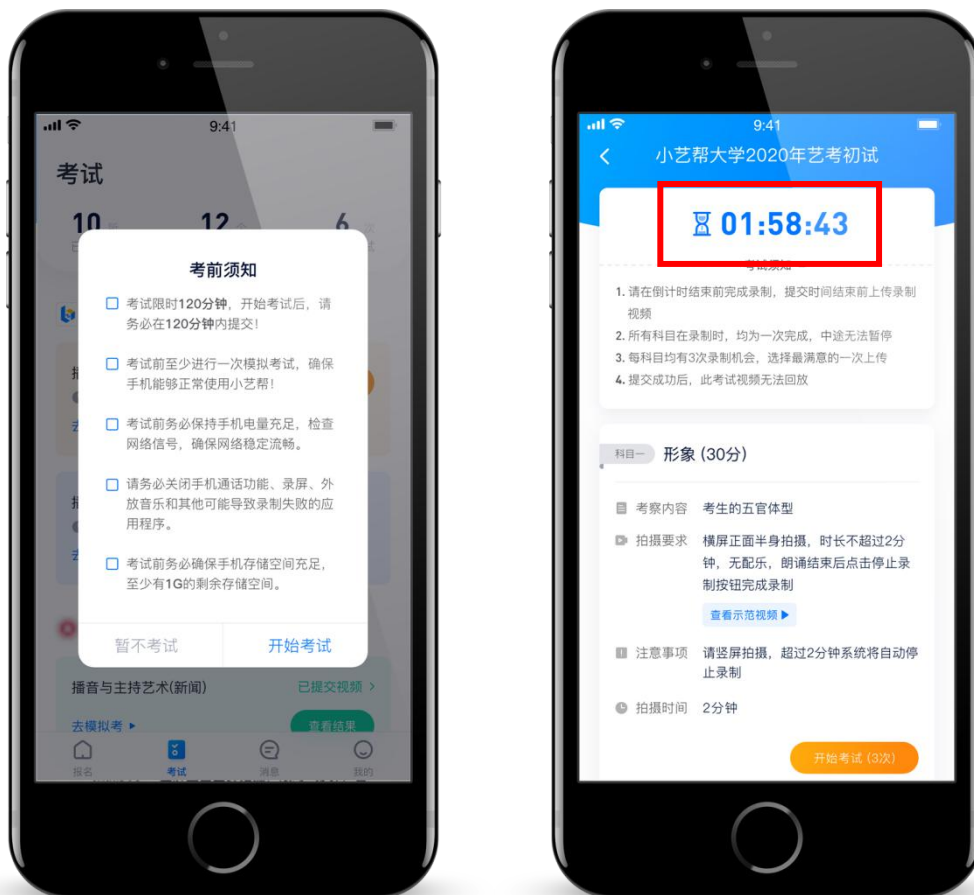 9:41
考试
10
12
6
考前须知
考试限时120分钟，开始考试后，请
务必在120分钟内提交！
考试前至少进行一次模拟考试，确保
手机能够正常使用小艺帮！
考试前务必保持手机电量充足，检查
网络信号，确保网络稳定流畅。
请务必关闭手机通话功能、录屏、外
放音乐和其他可能导致录制失败的应
用程序。
考试前务必确保手机存储空间充足，
至少有1G的剩余存储空间。
暂不考试 开始考试
播音与主持艺术(新闻) 已提交视频
去模拟考 查看结果
报名 考试 消息 我的
9:41
小艺帮大学2020年艺考初试
01:58:43
考试须知
1. 请在倒计时结束前完成录制，提交时间结束前上传录制
视频
2. 所有科目在录制时，均为一次完成，中途无法暂停
3. 每科目均有3次录制机会，选择最满意的一次上传
4. 提交成功后，此考试视频无法回放
科目一 形象 (30分)
考察内容 考生的五官体型
拍摄要求 横屏正面半身拍摄，时长不超过2分
钟，无配乐，朗诵结束后点击停止录
制按钮完成录制
查看示范视频
注意事项 请竖屏拍摄，超过2分钟系统将自动停
止录制
拍摄时间 2分钟
开始考试 (3次)